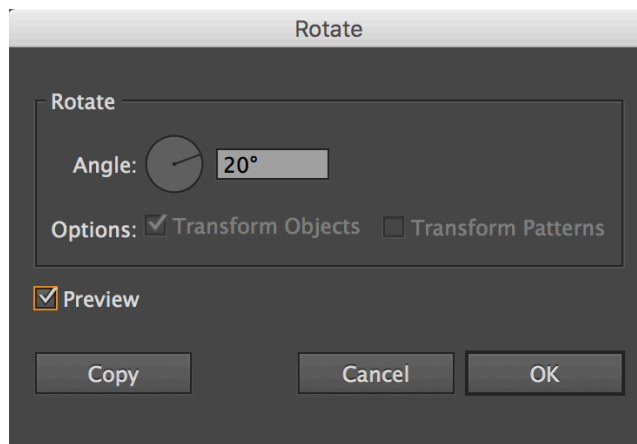 Rotate
Rotate
Angle: 20°
Options: Transform Objects Transform Patterns
Preview
Copy Cancel OK